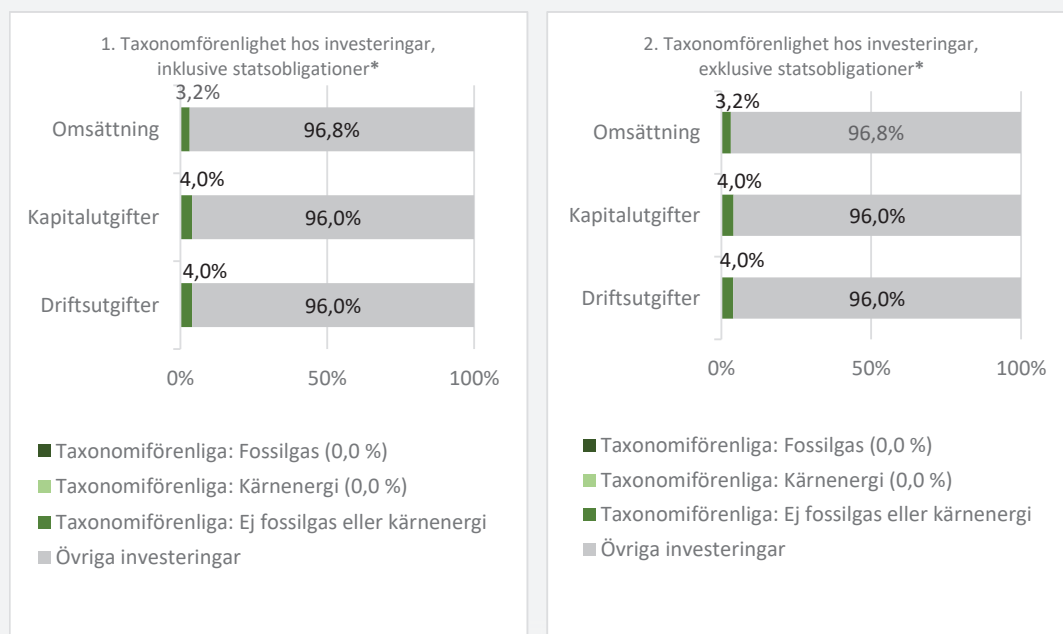 1. Taxonomförenlighet hos investeringar,
inklusive statsobligationer*
3,2%
Omsättning
96,8%
4,0%
Kapitalutgifter
96,0%
4,0%
Driftsutgifter
96,0%
0%
50%
100%
Taxonomiförenliga: Fossilgas (0,0 %)
Taxonomiförenliga: Kärnenergi (0,0 %)
Taxonomiförenliga: Ej fossilgas eller kärnenergi
Övriga investeringar
2. Taxonomförenlighet hos investeringar,
exklusive statsobligationer*
3,2%
Omsättning
96,8%
4,0%
Kapitalutgifter
96,0%
4,0%
Driftsutgifter
96,0%
0%
50%
100%
Taxonomiförenliga: Fossilgas (0,0 %)
Taxonomiförenliga: Kärnenergi (0,0 %)
Taxonomiförenliga: Ej fossilgas eller kärnenergi
Övriga investeringar